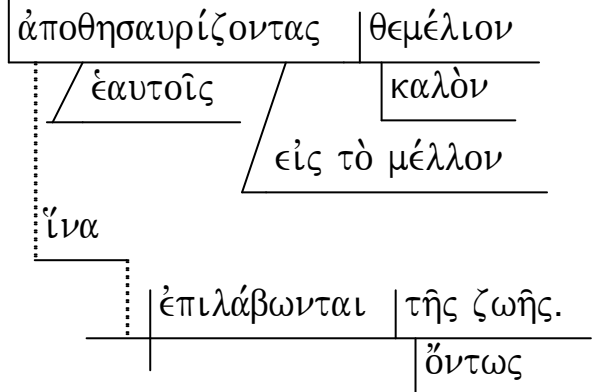 ἀποθησαυρίζοντας θεμέλιον
ἑαυτοῖς καλὸν
εἰς τὸ μέλλον
ἵνα
ἐπιλάβωνται τῆς ζωῆς.
ὄντως